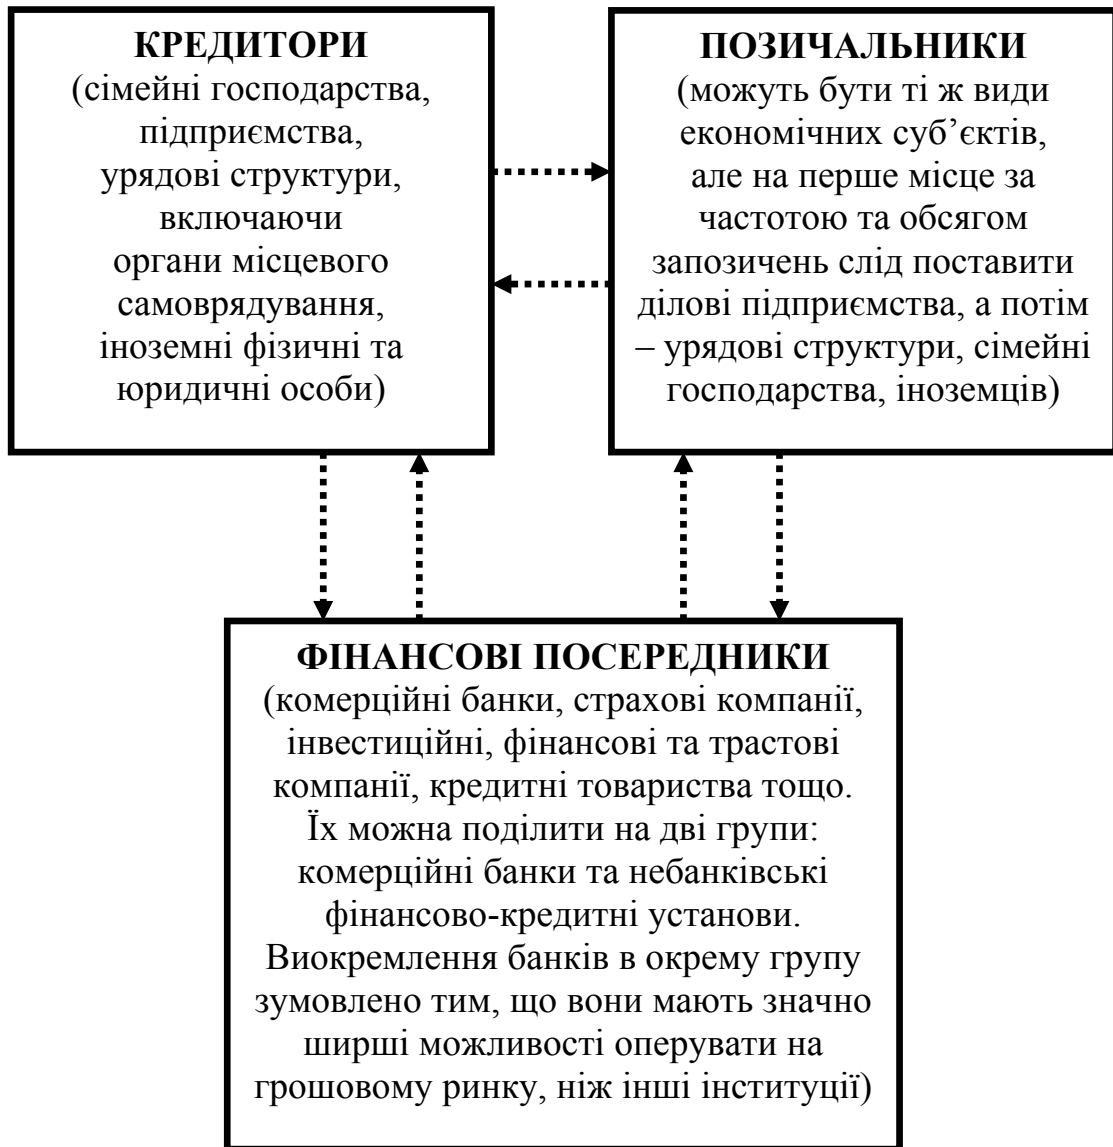 КРЕДИТОРИ
(сімейні господарства,
підприємства,
урядові структури,
включаючи
органи місцевого
самоврядування,
іноземні фізичні та
юридичні особи)
ПОЗИЧАЛЬНИКИ
(можуть бути ті ж види
економічних суб’єктів,
але на перше місце за
частотою та обсягом
запозичень слід поставити
ділові підприємства, а потім
– урядові структури, сімейні
господарства, іноземців)
ФІНАНСОВІ ПОСЕРЕДНИКИ
(комерційні банки, страхові компанії,
інвестиційні, фінансові та трастові
компанії, кредитні товариства тощо.
Їх можна поділити на дві групи:
комерційні банки та небанківські
фінансово-кредитні установи.
Виокремлення банків в окрему групу
зумовлено тим, що вони мають значно
ширші можливості оперувати на
грошовому ринку, ніж інші інституції)